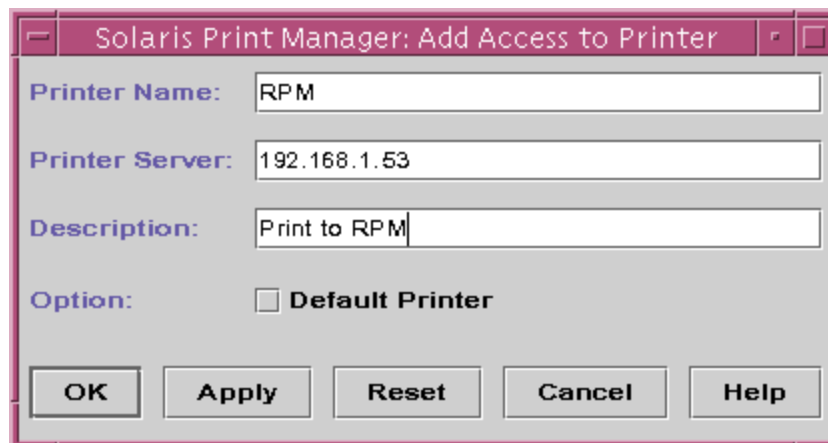 Solaris Print Manager: Add Access to Printer
Printer Name: RPM
Printer Server: 192.168.1.53
Description: Print to RPM
Option: Default Printer
OK Apply Reset Cancel Help